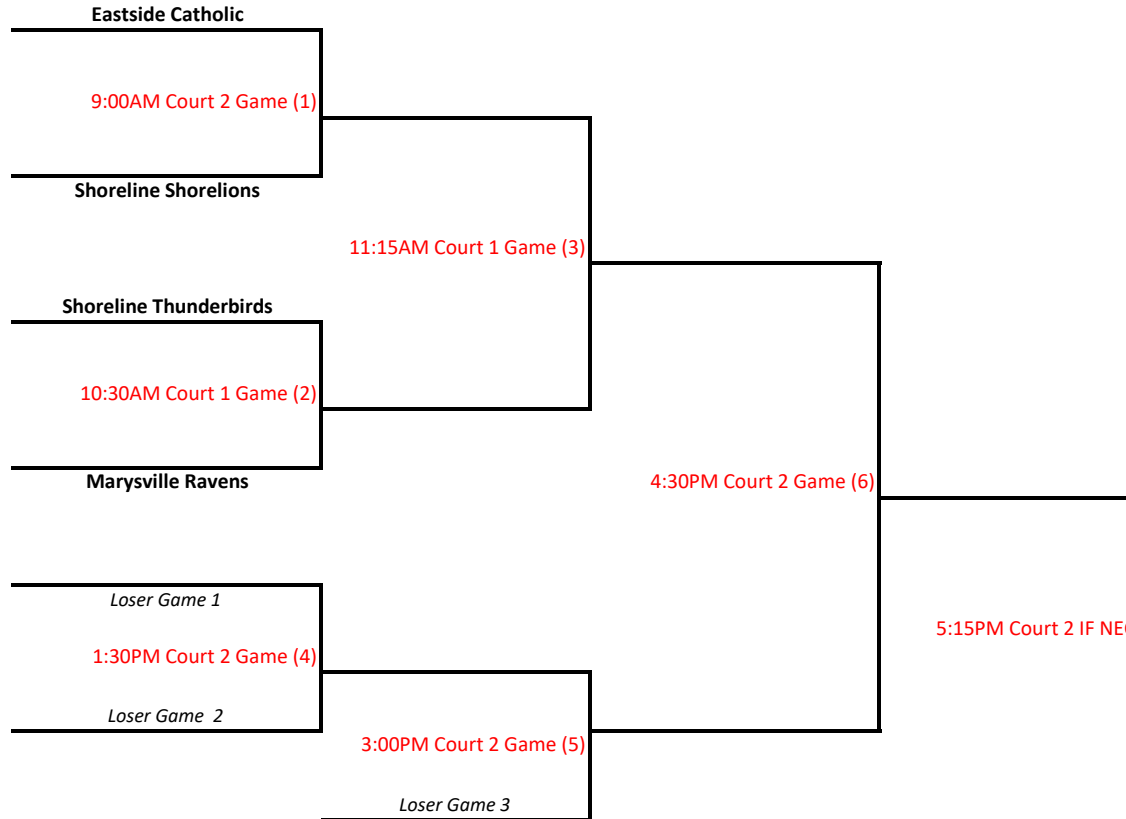 Eastside Catholic
9:00AM Court 2 Game (1)
Shoreline Shorelions
11:15AM Court 1 Game (3)
Shoreline Thunderbirds
10:30AM Court 1 Game (2)
Marysville Ravens
4:30PM Court 2 Game (6)
Loser Game 1
5:15PM Court 2 IF
1:30PM Court 2 Game (4)
Loser Game 2
3:00PM Court 2 Game (5)
Loser Game 3